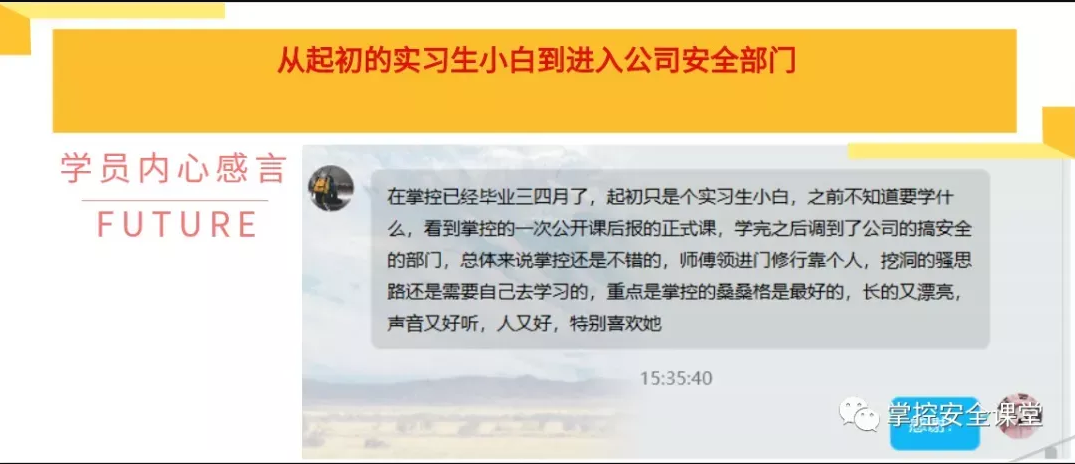 从起初的实习生小白到进入公司安全部门
学员内心感言
FUTURE
在掌控已经毕业三四月了，起初只是个实习生小白，之前不知道要学什
么，看到掌控的一次公开课后报的正式课，学完之后调到了公司的搞安全
的部门，总体来说掌控还是不错的，师傅领进门修行靠个人，挖洞的骚思
路还是需要自己去学习的，重点是掌控的桑桑格是最好的，长的又漂亮，
声音又好听，人又好，特别喜欢她
15:35:40
掌控安全课堂